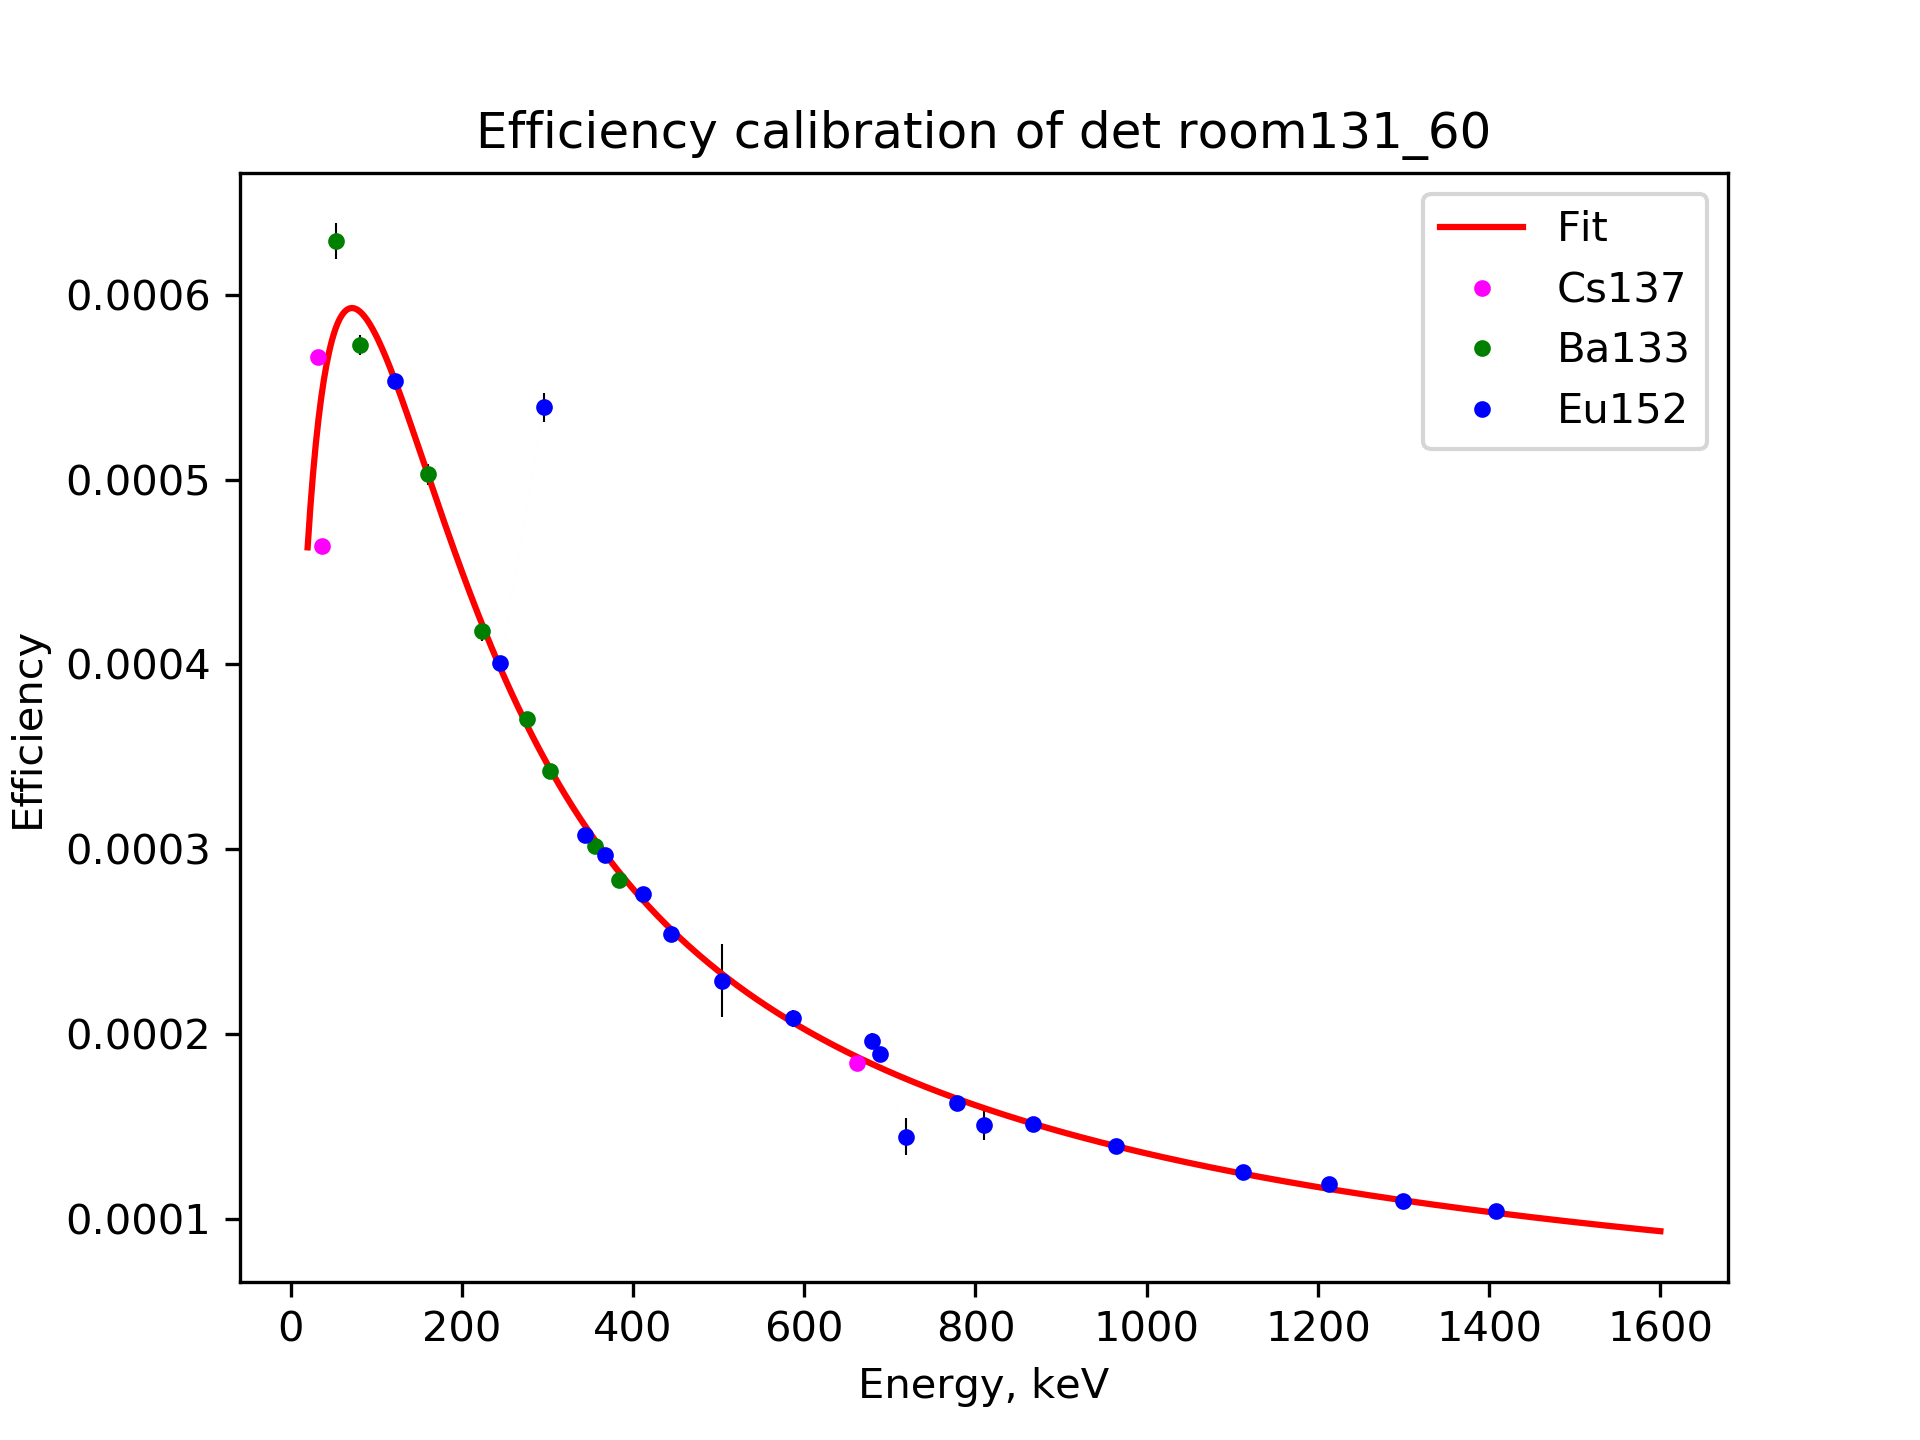 Efficiency calibration of det room131_60
Fit
Cs137
Ba133
Eu152
0.0006
0.0005
0.0004
0.0003
0.0002
0.0001
Efficiency
0 200 400 600 800 1000 1200 1400 1600
Energy, keV